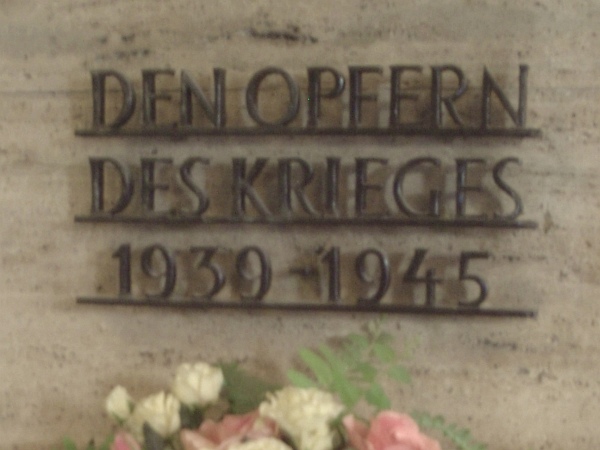 DEN OPFERN
DES KRIEGES
1939-1945